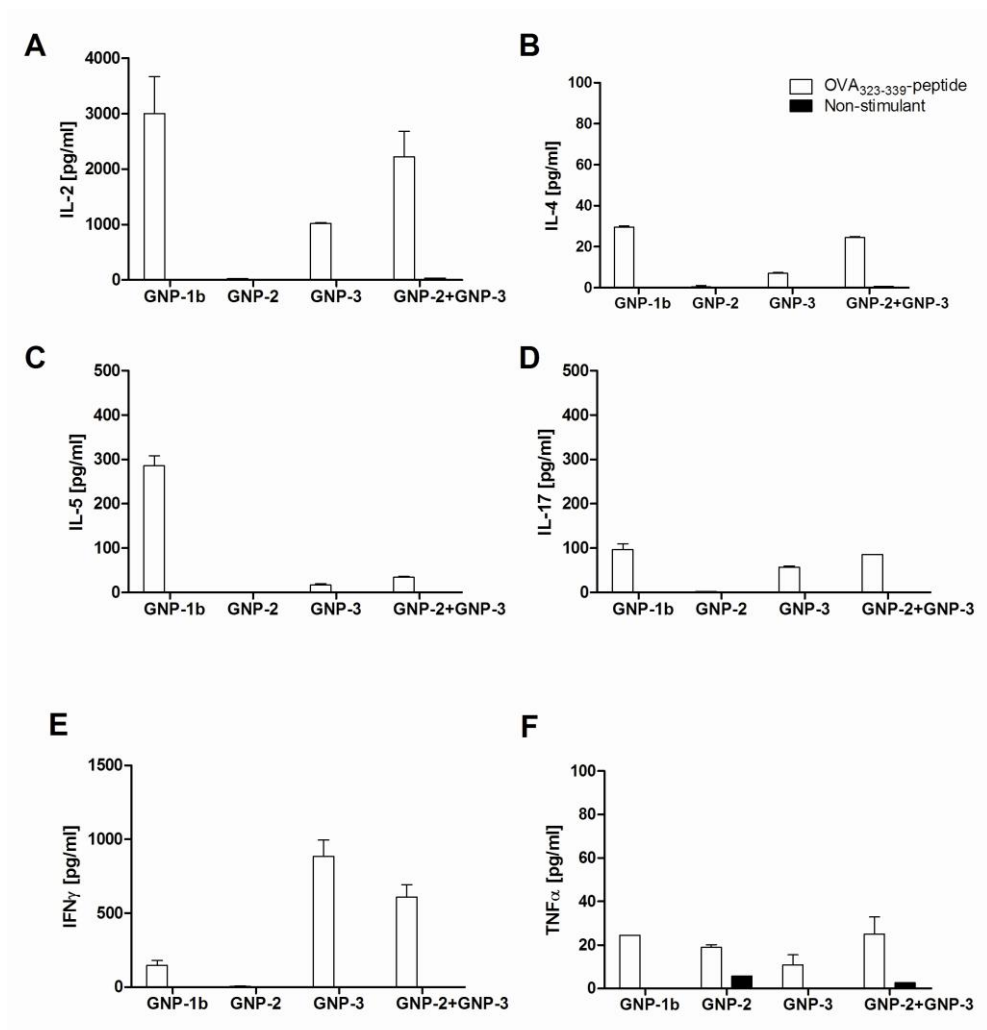 A
IL-2 [pg/ml]
4000
3000
2000
1000
0
GNP-1b GNP-2 GNP-3 GNP-2+GNP-3
B
IL-4 [pg/ml]
100
80
60
40
20
0
OVA323-339-peptide
Non-stimulant
GNP-1b GNP-2 GNP-3 GNP-2+GNP-3
C
IL-5 [pg/ml]
500
400
300
200
100
0
GNP-1b GNP-2 GNP-3 GNP-2+GNP-3
D
IL-17 [pg/ml]
500
400
300
200
100
0
GNP-1b GNP-2 GNP-3 GNP-2+GNP-3
E
IFNγ [pg/ml]
1500
1000
500
0
GNP-1b GNP-2 GNP-3 GNP-2+GNP-3
F
TNFα [pg/ml]
100
80
60
40
20
0
GNP-1b GNP-2 GNP-3 GNP-2+GNP-3